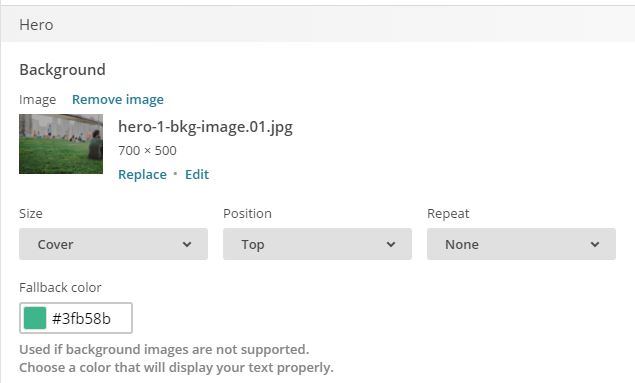 Hero
Background
Image Remove image
hero-1-bkg-image.01.jpg
700 × 500
Replace • Edit
Size Position Repeat
Cover Top None
Fallback color
#3fb58b
Used if background images are not supported.
Choose a color that will display your text properly.